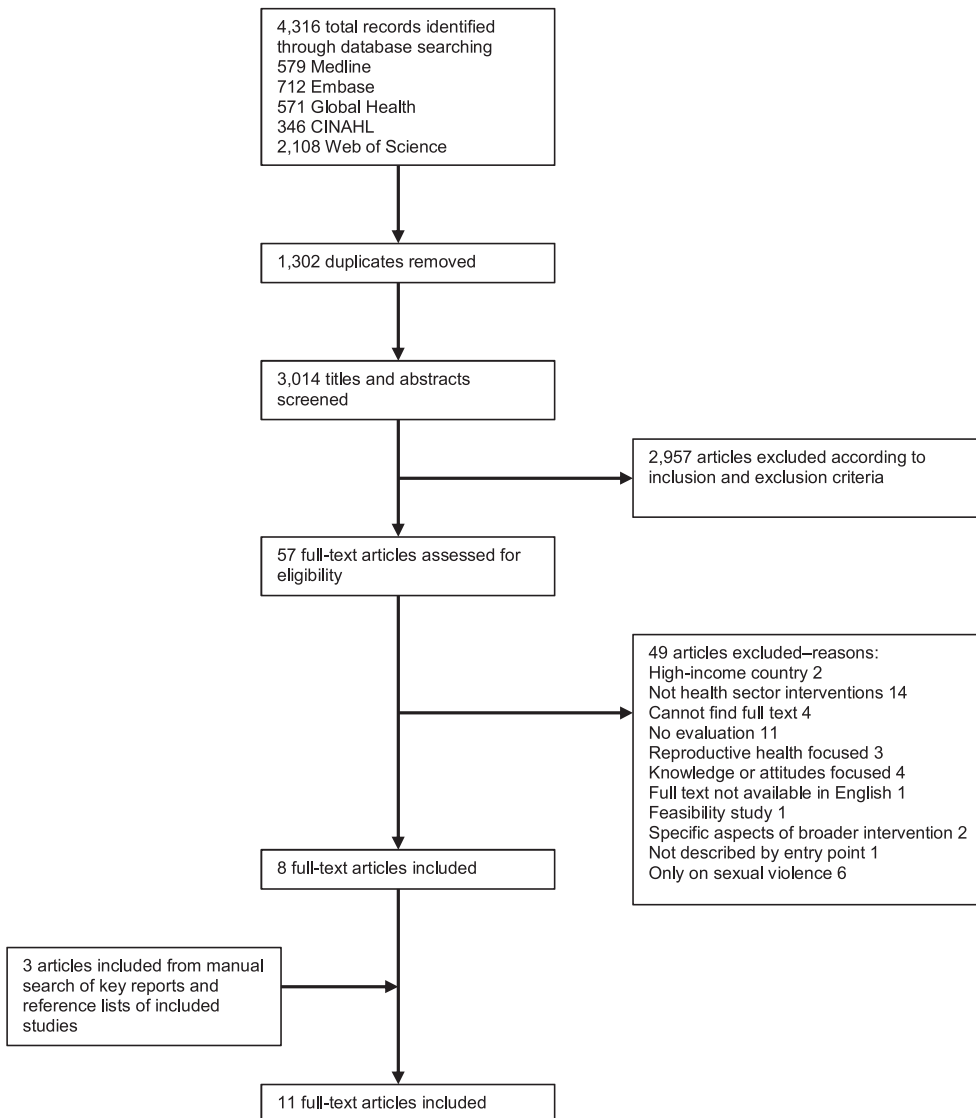 4,316 total records identified
through database searching
579 Medline
712 Embase
571 Global Health
346 CINAHL
2,108 Web of Science
1,302 duplicates removed
3,014 titles and abstracts
screened
2,957 articles excluded according to
inclusion and exclusion criteria
57 full-text articles assessed for
eligibility
49 articles excluded–reasons:
High-income country 2
Not health sector interventions 14
Cannot find full text 4
No evaluation 11
Reproductive health focused 3
Knowledge or attitudes focused 4
Full text not available in English 1
Feasibility study 1
Specific aspects of broader intervention 2
Not described by entry point 1
Only on sexual violence 6
8 full-text articles included
3 articles included from manual
search of key reports and
reference lists of included
studies
11 full-text articles included